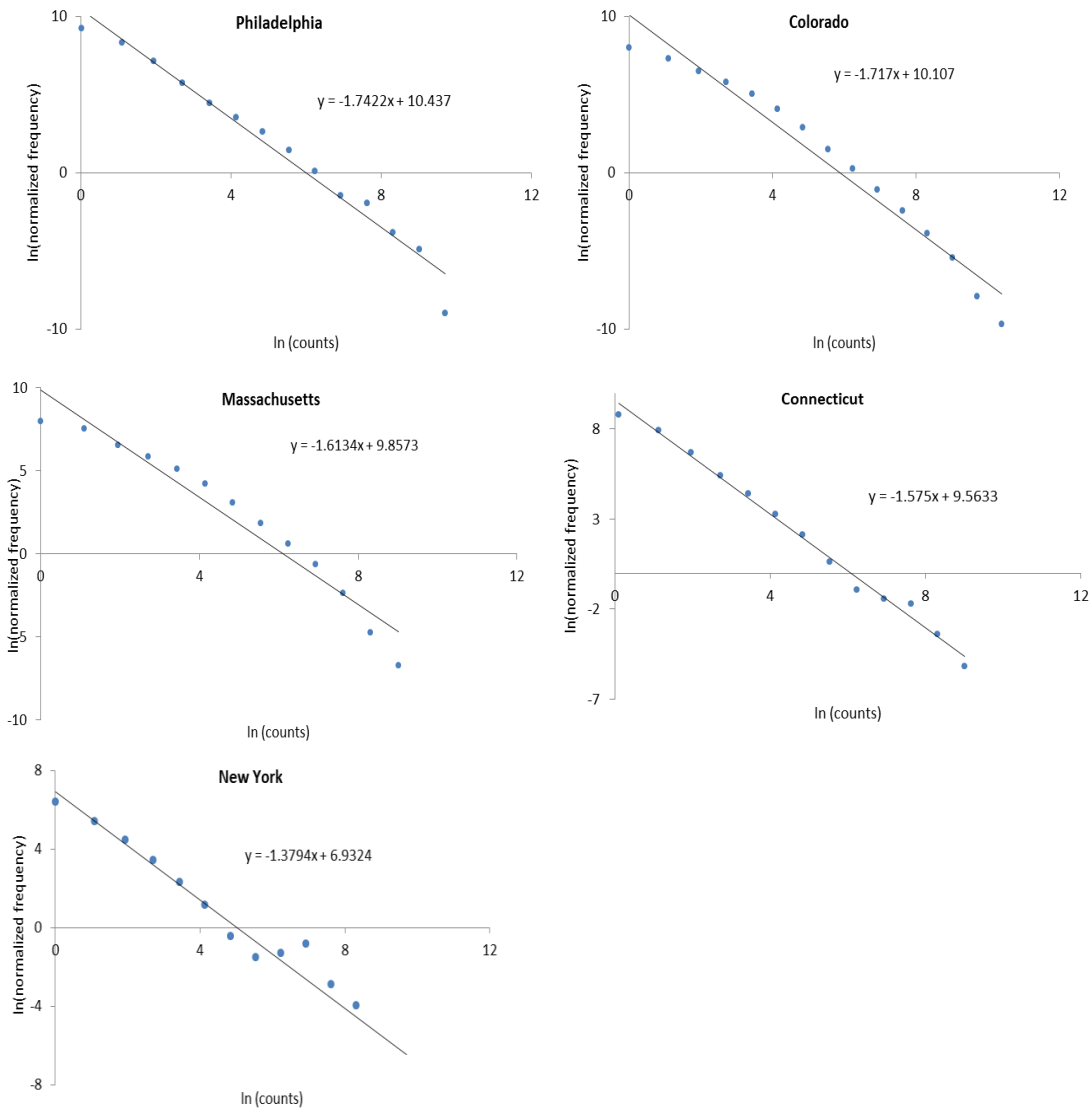 Philadelphia
10
0
-10
0
4
8
12
ln(normalized frequency)
ln (counts)
y = -1.7422x + 10.437
Colorado
10
0
-10
0
4
8
12
ln(normalized frequency)
ln (counts)
y = -1.717x + 10.107
Massachusetts
10
5
0
-5
-10
0
4
8
12
ln(normalized frequency)
ln (counts)
y = -1.6134x + 9.8573
Connecticut
8
3
-2
-7
0
4
8
12
ln(normalized frequency)
ln (counts)
y = -1.575x + 9.5633
New York
8
4
0
-4
-8
0
4
8
12
ln(normalized frequency)
ln (counts)
y = -1.3794x + 6.9324